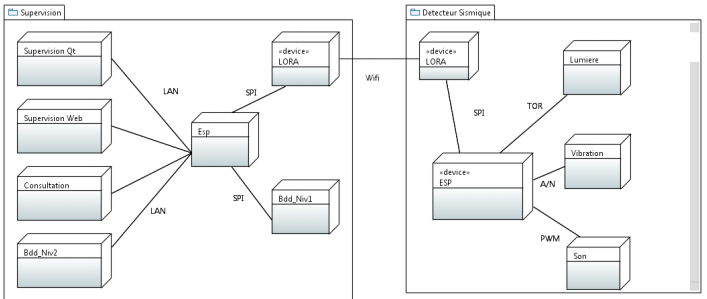 Supervision
Supervision Qt
Supervision Web
Consultation
Bdd_Niv2
LAN
LAN
Esp
SPI
SPI
«device»
LORA
Bdd_Niv1
Wifi
Detecteur Sismique
«device»
LORA
SPI
«device»
ESP
TOR
A/N
PWM
Lumiere
Vibration
Son